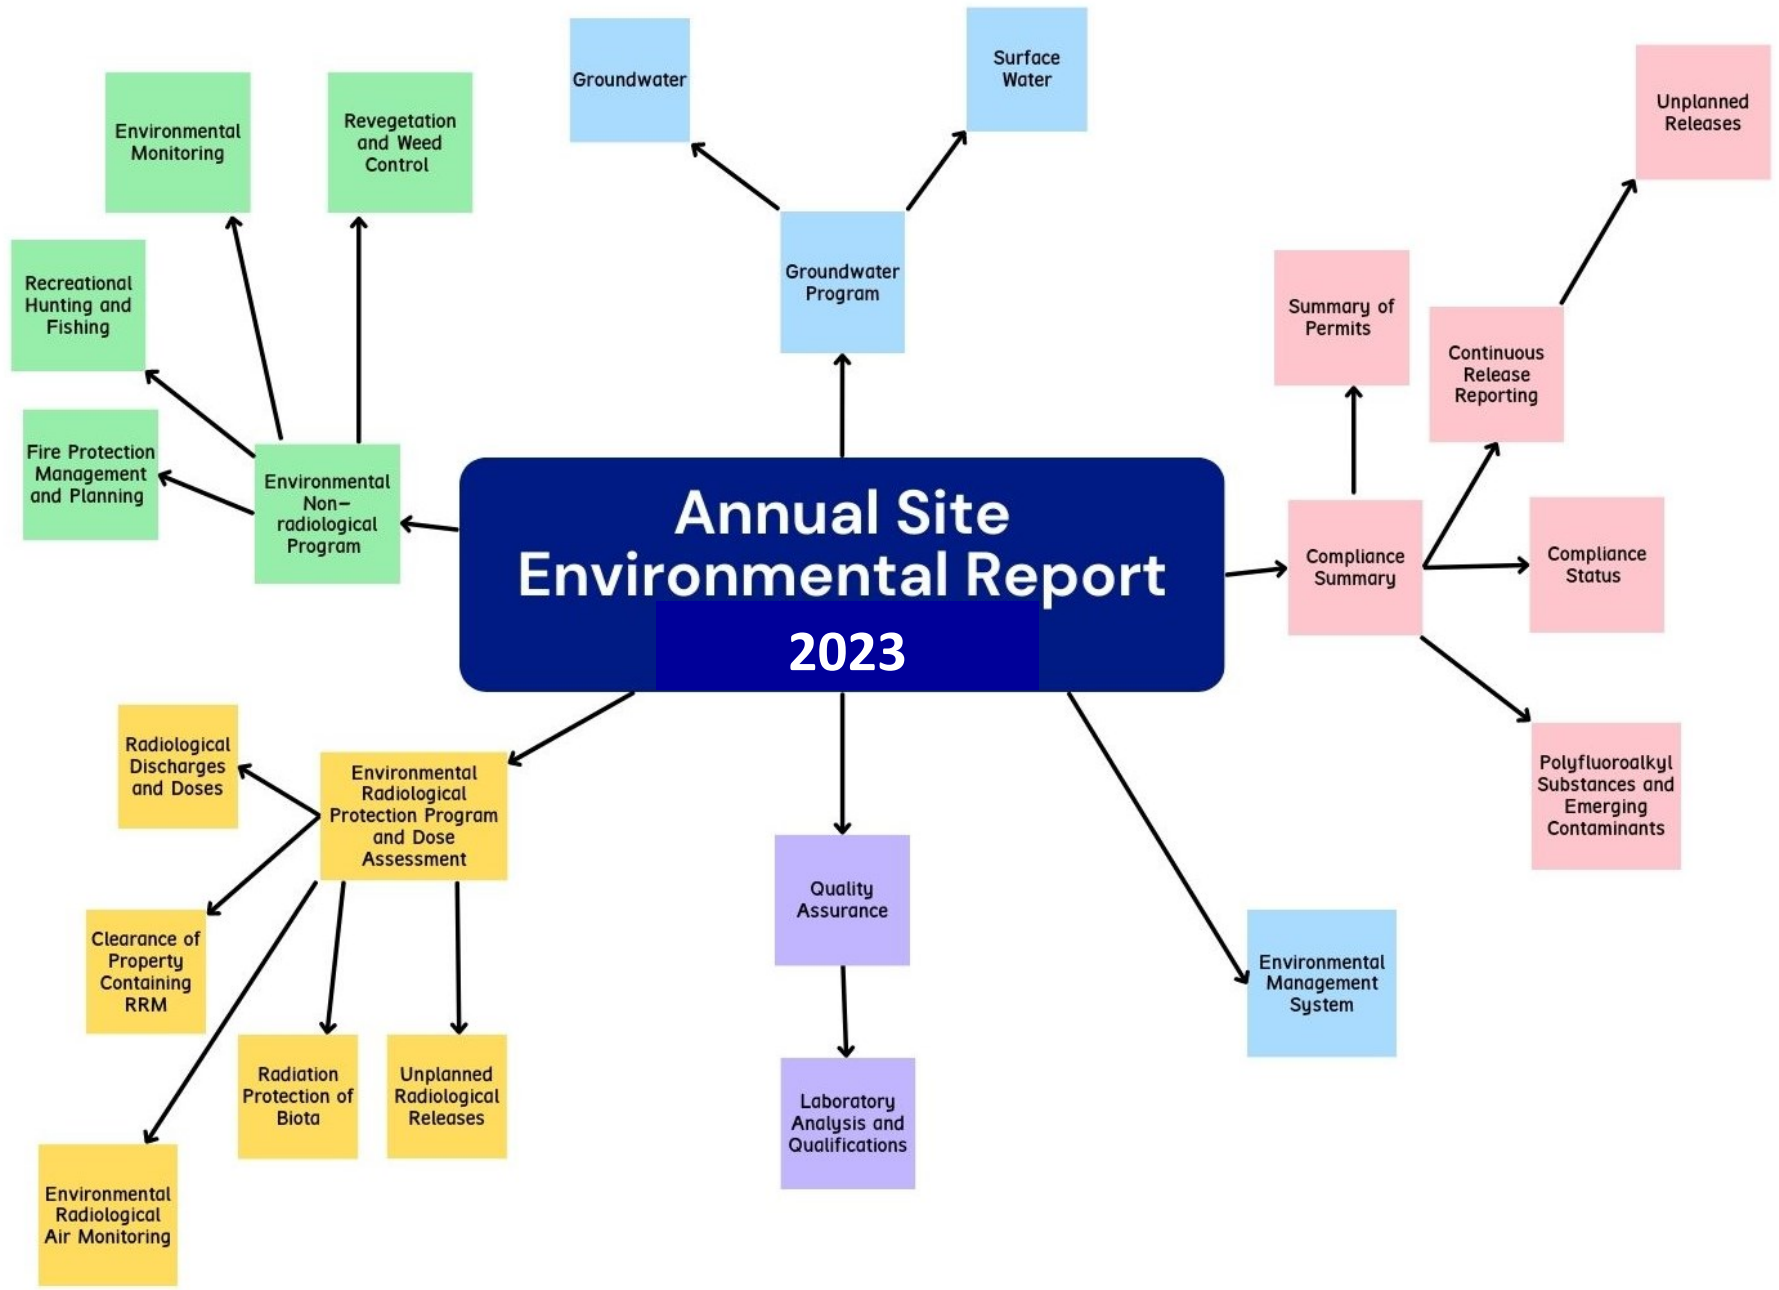 Groundwater
Surface
Water
Unplanned
Releases
Environmental
Monitoring
Revegetation
and Weed
Control
Recreational
Hunting and
Fishing
Groundwater
Program
Summary of
Permits
Continuous
Release
Reporting
Fire Protection
Management
and Planning
Environmental
Non-
radiological
Program
Annual Site
Environmental Report
2023
Compliance
Summary
Compliance
Status
Polyfluoroalkyl
Substances and
Emerging
Contaminants
Radiological
Discharges
and Doses
Environmental
Radiological
Protection Program
and Dose
Assessment
Quality
Assurance
Clearance of
Property
Containing
RRM
Environmental
Management
System
Radiation
Protection of
Biota
Unplanned
Radiological
Releases
Laboratory
Analysis and
Qualifications
Environmental
Radiological
Air Monitoring